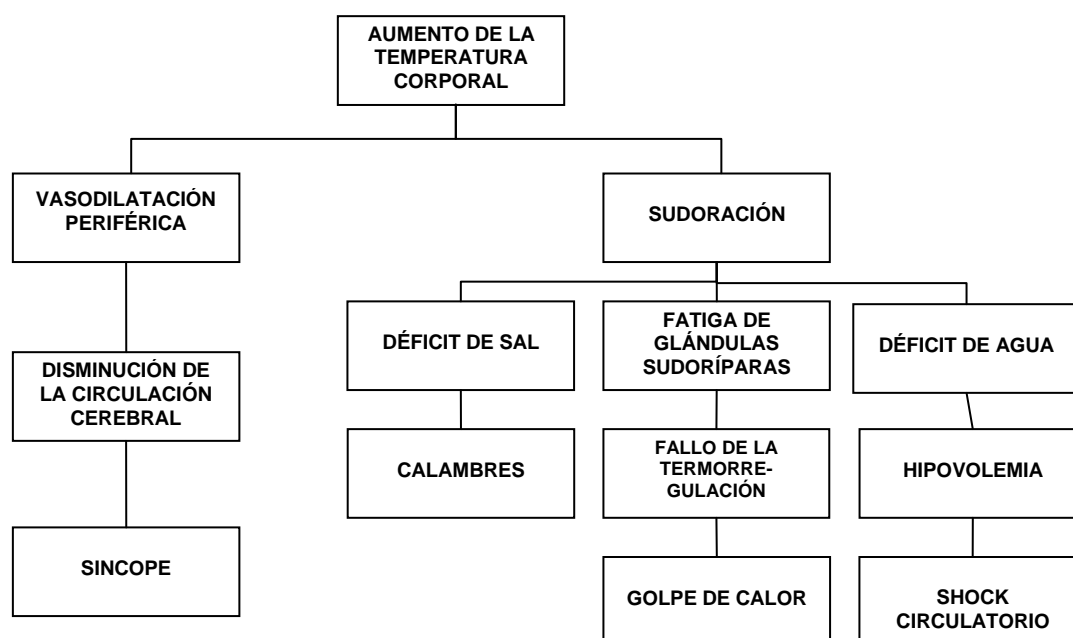 AUMENTO DE LA
TEMPERATURA
CORPORAL
VASODILATACIÓN
PERIFÉRICA
SUDORACIÓN
DÉFICIT DE SAL
FATIGA DE
GLÁNDULAS
SUDORÍPARAS
DÉFICIT DE AGUA
DISMINUCIÓN DE
LA CIRCULACIÓN
CEREBRAL
CALAMBRES
FALLO DE LA
TERMORRE-
GULACIÓN
HIPOVOLEMIA
SINCOPE
GOLPE DE CALOR
SHOCK
CIRCULATORIO